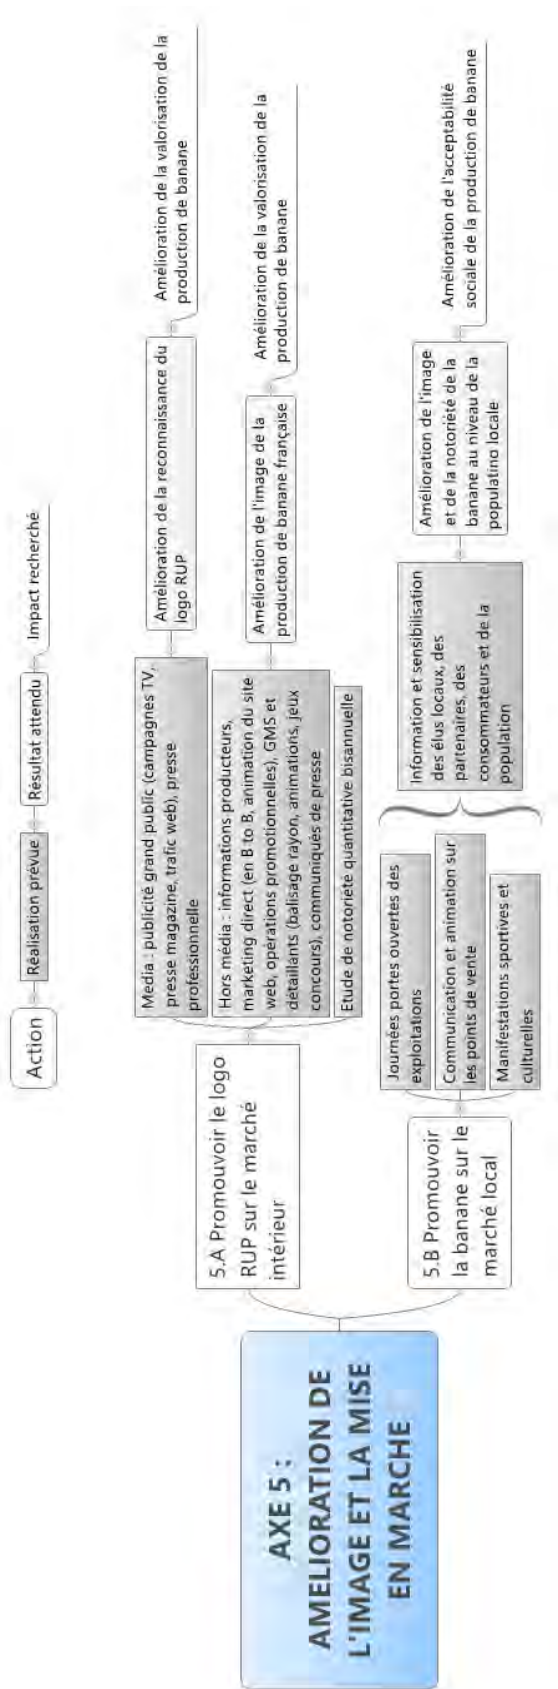 Action
Réalisation prévue
Résultat attendu
Impact recherché
AXE 5 :
AMELIORATION DE
L'IMAGE ET LA MISE
EN MARCHE
5.A Promouvoir le logo
RUP sur le marché
intérieur
Média : publicité grand public (campagnes TV,
presse magazine, trafic web), presse
professionnelle
Amélioration de la reconnaissance du
logo RUP
Amélioration de la valorisation de la
production de banane
Hors média : informations producteurs,
marketing direct (en B to B, animation du site
web, opérations promotionnelles), GMS et
détaillants (balisage rayon, animations, jeux
concours), communiqués de presse
Amélioration de l'image de la
production de banane française
Amélioration de la valorisation de la
production de banane
Etude de notoriété quantitative bisannuelle
5.B Promouvoir
la banane sur le
marché local
Journées portes ouvertes des
exploitations
Communication et animation sur
les points de vente
Manifestations sportives et
culturelles
Information et sensibilisation
des élus locaux, des
partenaires, des
consommateurs et de la
population
Amélioration de l'image
et de la notoriété de la
banane au niveau de la
populatino locale
Amélioration de l'acceptabilité
sociale de la production de banane